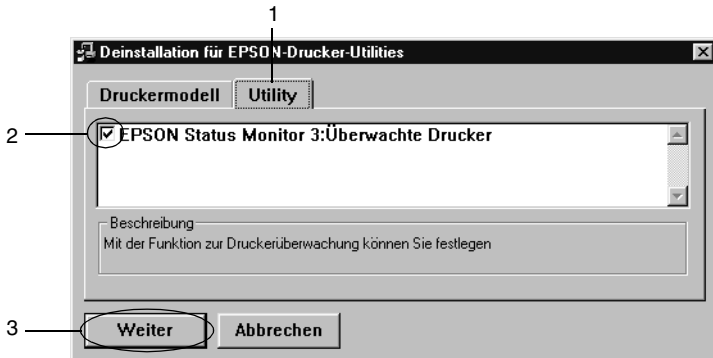 1
Deinstallation für EPSON-Drucker-Utilities
Druckermodell Utility
2
EPSON Status Monitor 3:Überwachte Drucker
Beschreibung
Mit der Funktion zur Druckerüberwachung können Sie festlegen
3
Weiter Abbrechen